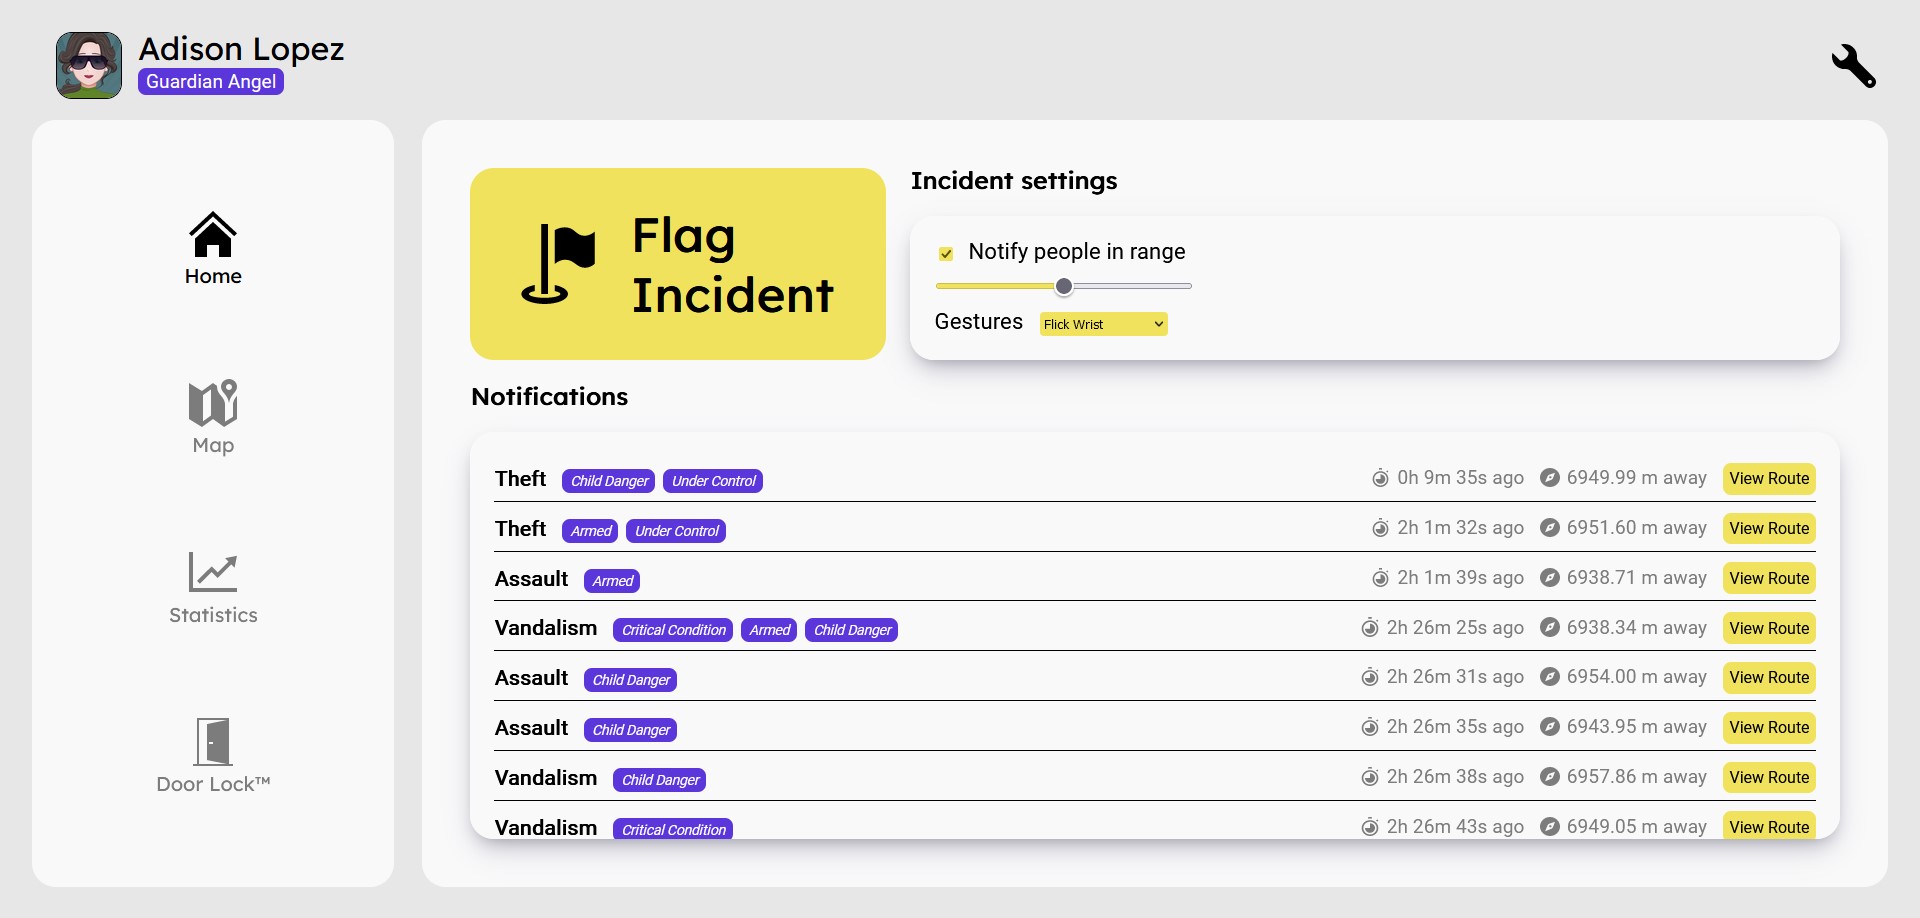 Adison Lopez
Guardian Angel
Home
Map
Statistics
Door Lock™
Flag
Incident
Incident settings
Notify people in range
Gestures Flick Wrist
Notifications
Theft Child Danger Under Control 0h 9m 35s ago 6949.99 m away View Route
Theft Armed Under Control 2h 1m 32s ago 6951.60 m away View Route
Assault Armed 2h 1m 39s ago 6938.71 m away View Route
Vandalism Critical Condition Armed Child Danger 2h 26m 25s ago 6938.34 m away View Route
Assault Child Danger 2h 26m 31s ago 6954.00 m away View Route
Assault Child Danger 2h 26m 35s ago 6943.95 m away View Route
Vandalism Child Danger 2h 26m 38s ago 6957.86 m away View Route
Vandalism Critical Condition 2h 26m 43s ago 6949.05 m away View Route